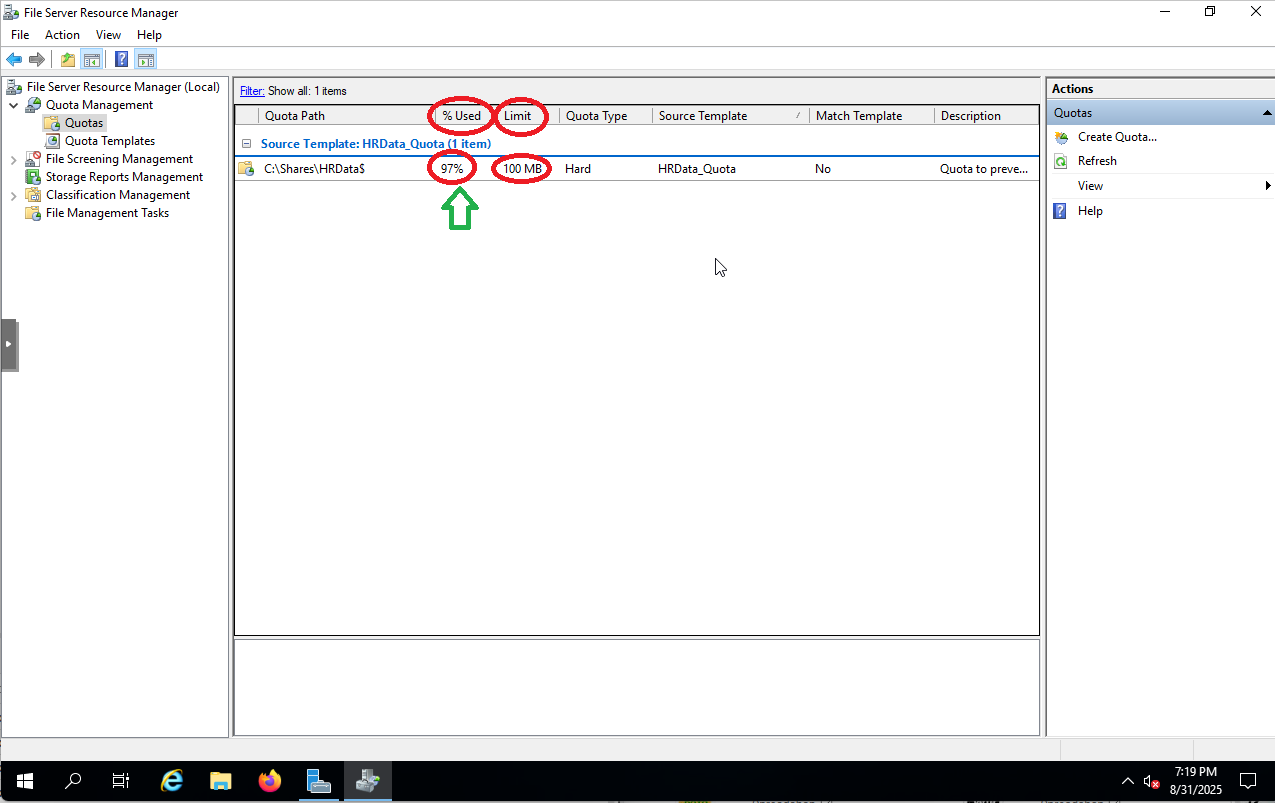 File Server Resource Manager
File Action View Help
File Server Resource Manager (Local)
Quota Management
Quotas
Quota Templates
File Screening Management
Storage Reports Management
Classification Management
File Management Tasks
Filter: Show all: 1 items
Quota Path % Used Limit Quota Type Source Template Match Template Description
Source Template: HRData_Quota (1 item)
C:\Shares\HRData$ 97% 100 MB Hard HRData_Quota No Quota to preve...
Actions
Quotas
Create Quota...
Refresh
View
Help
7:19 PM
8/31/2025